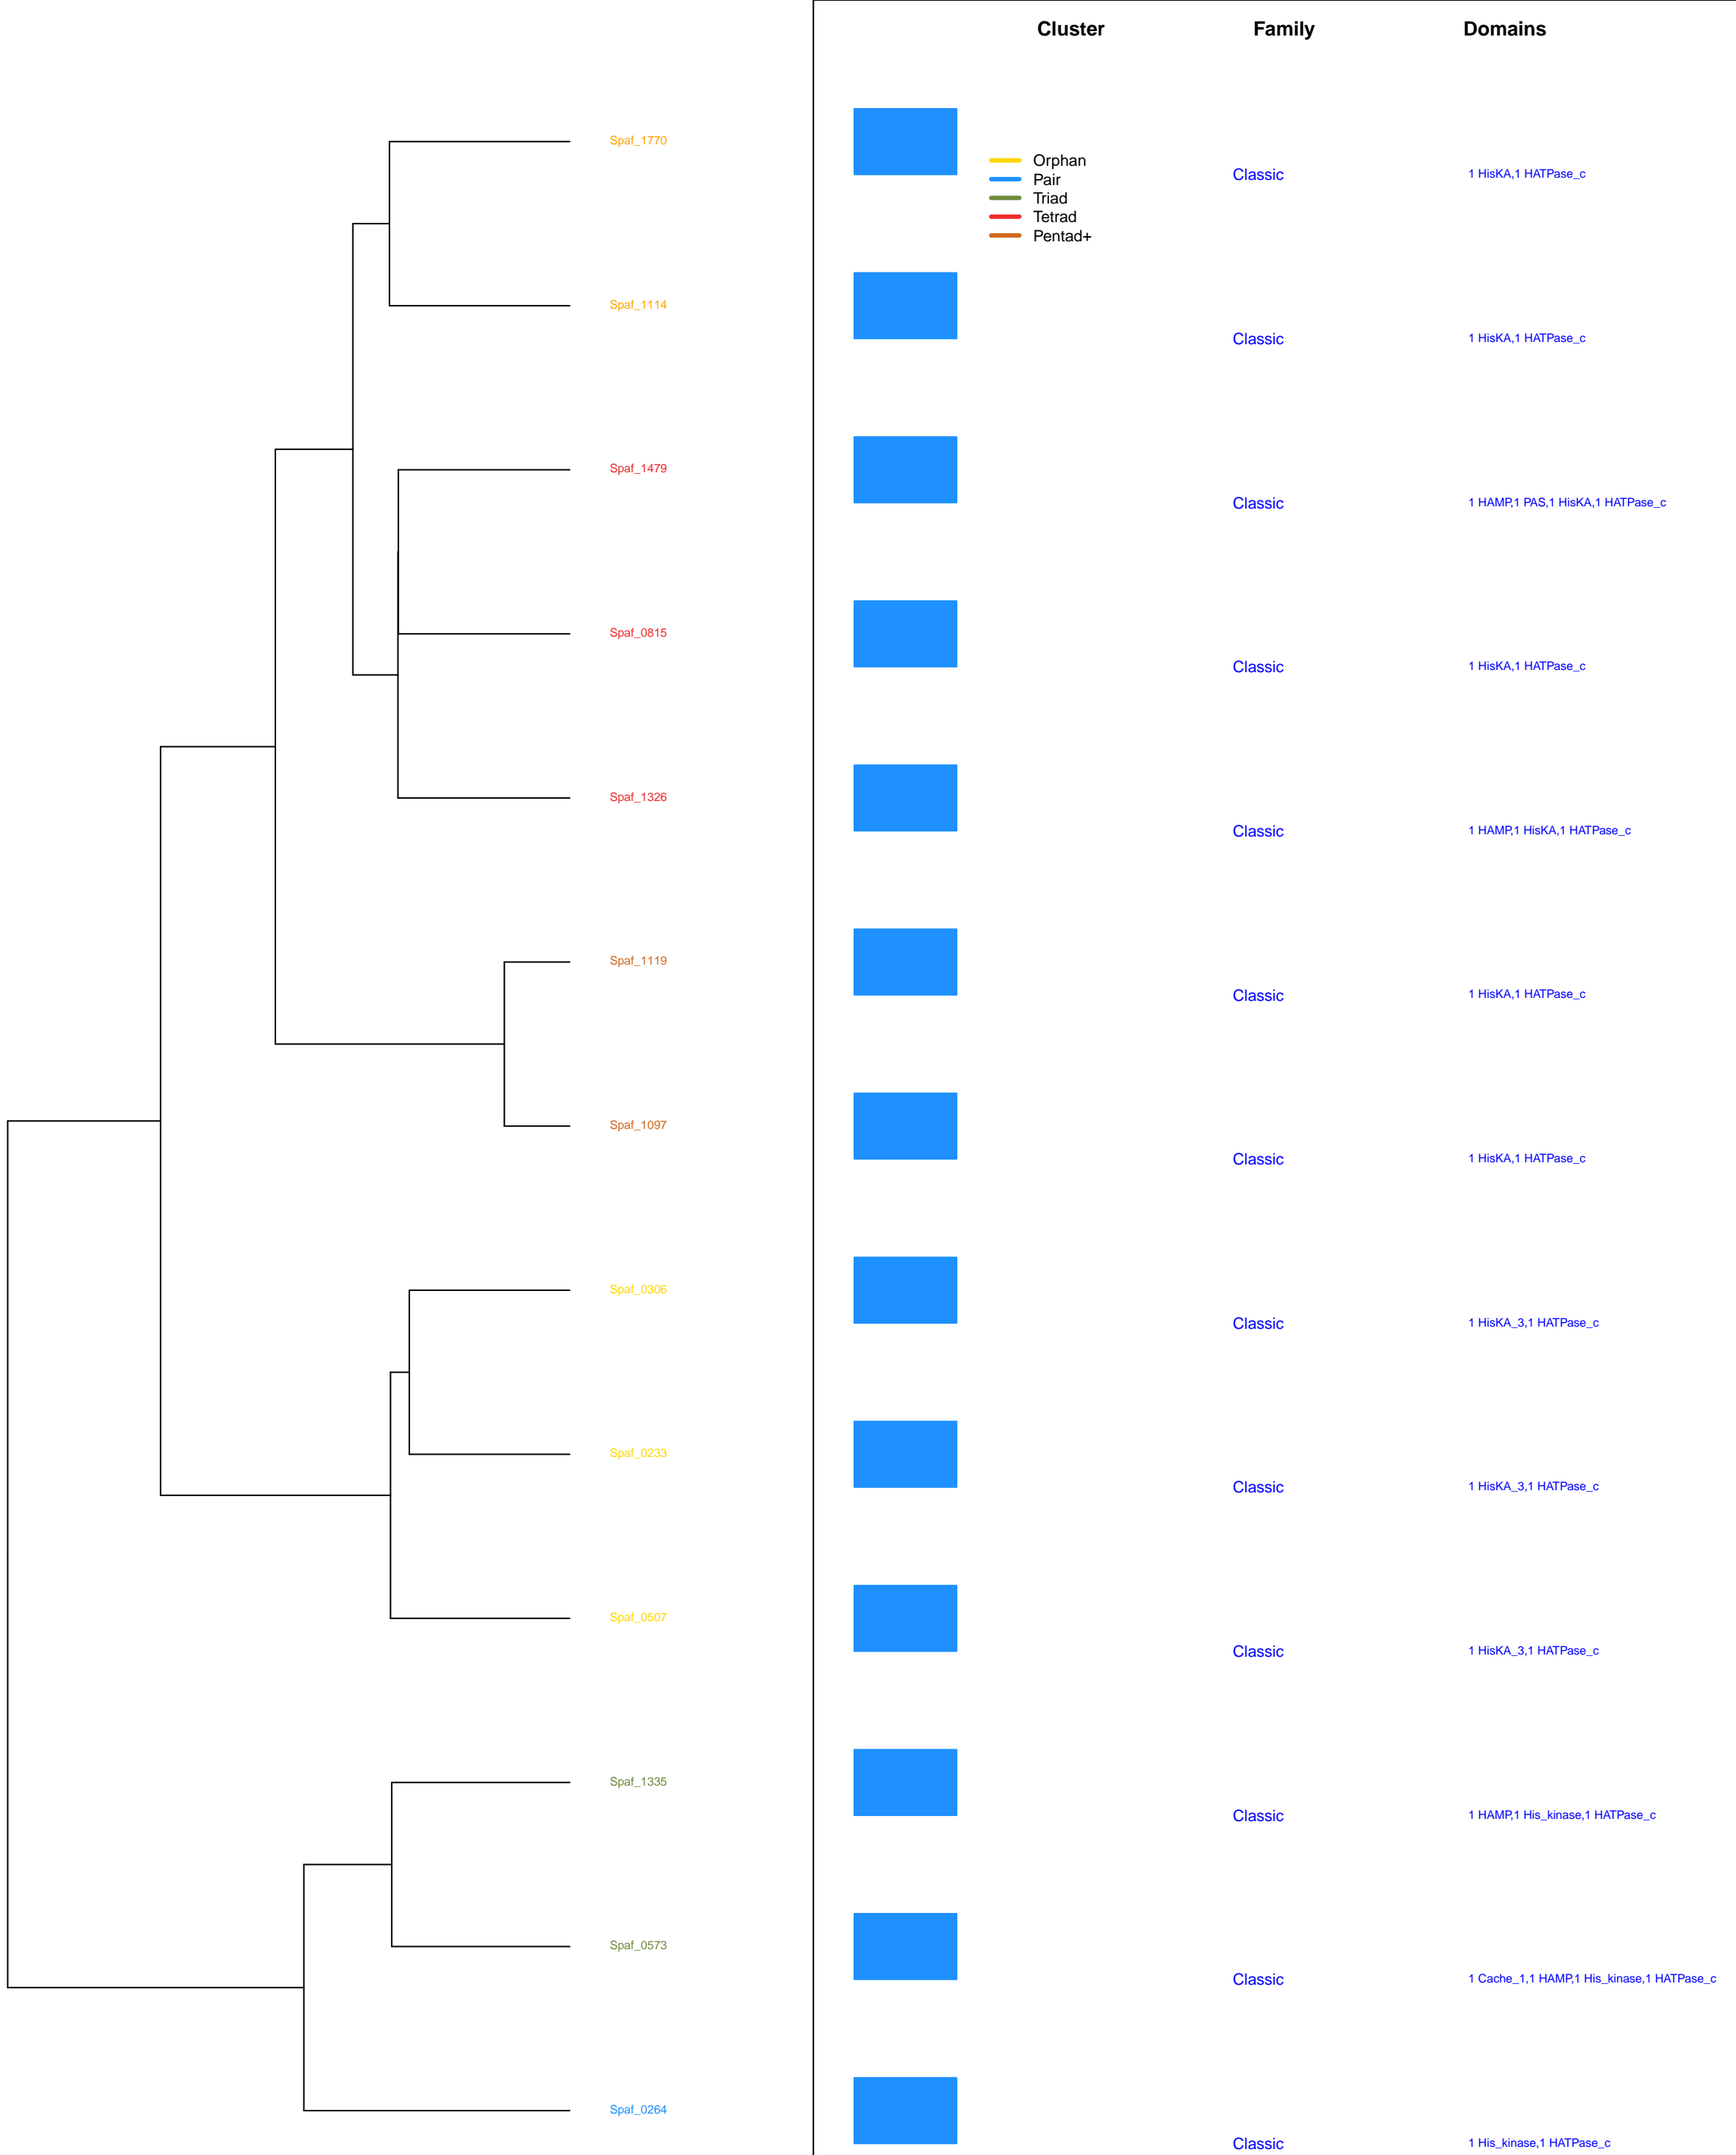 Cluster Family Domains
Spaf_1770
Orphan
Pair
Triad
Tetrad
Pentad+
Classic 1 HisKA,1 HATPase_c
Spaf_1114
Classic 1 HisKA,1 HATPase_c
Spaf_1479
Classic 1 HAMP,1 PAS,1 HisKA,1 HATPase_c
Spaf_0815
Classic 1 HisKA,1 HATPase_c
Spaf_1326
Classic 1 HAMP,1 HisKA,1 HATPase_c
Spaf_1119
Classic 1 HisKA,1 HATPase_c
Spaf_1097
Classic 1 HisKA,1 HATPase_c
Spaf_0306
Classic 1 HisKA_3,1 HATPase_c
Spaf_0233
Classic 1 HisKA_3,1 HATPase_c
Spaf_0507
Classic 1 HisKA_3,1 HATPase_c
Spaf_1335
Classic 1 HAMP,1 His_kinase,1 HATPase_c
Spaf_0573
Classic 1 Cache_1,1 HAMP,1 His_kinase,1 HATPase_c
Spaf_0264
Classic 1 His_kinase,1 HATPase_c